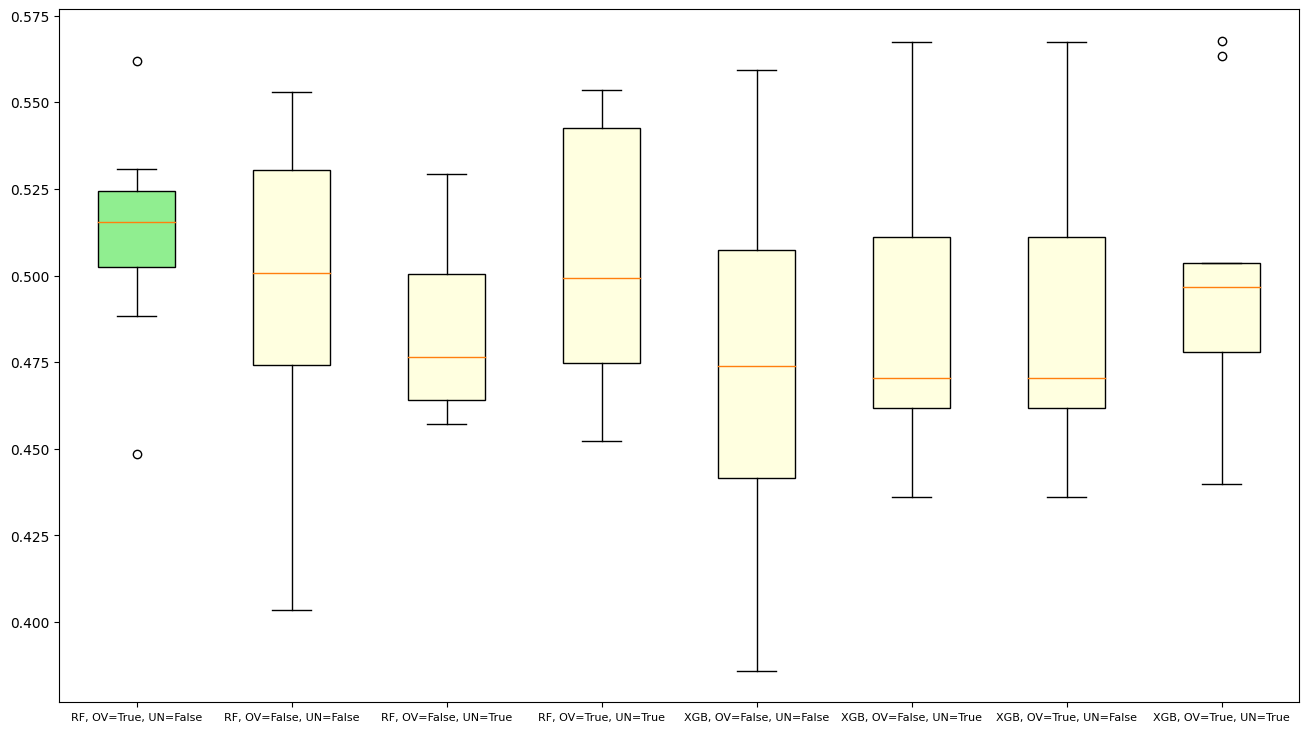 0.575
0.550
0.525
0.500
0.475
0.450
0.425
0.400
RF, OV=True, UN=False
RF, OV=False, UN=False
RF, OV=False, UN=True
RF, OV=True, UN=True
XGB, OV=False, UN=False
XGB, OV=False, UN=True
XGB, OV=True, UN=False
XGB, OV=True, UN=True